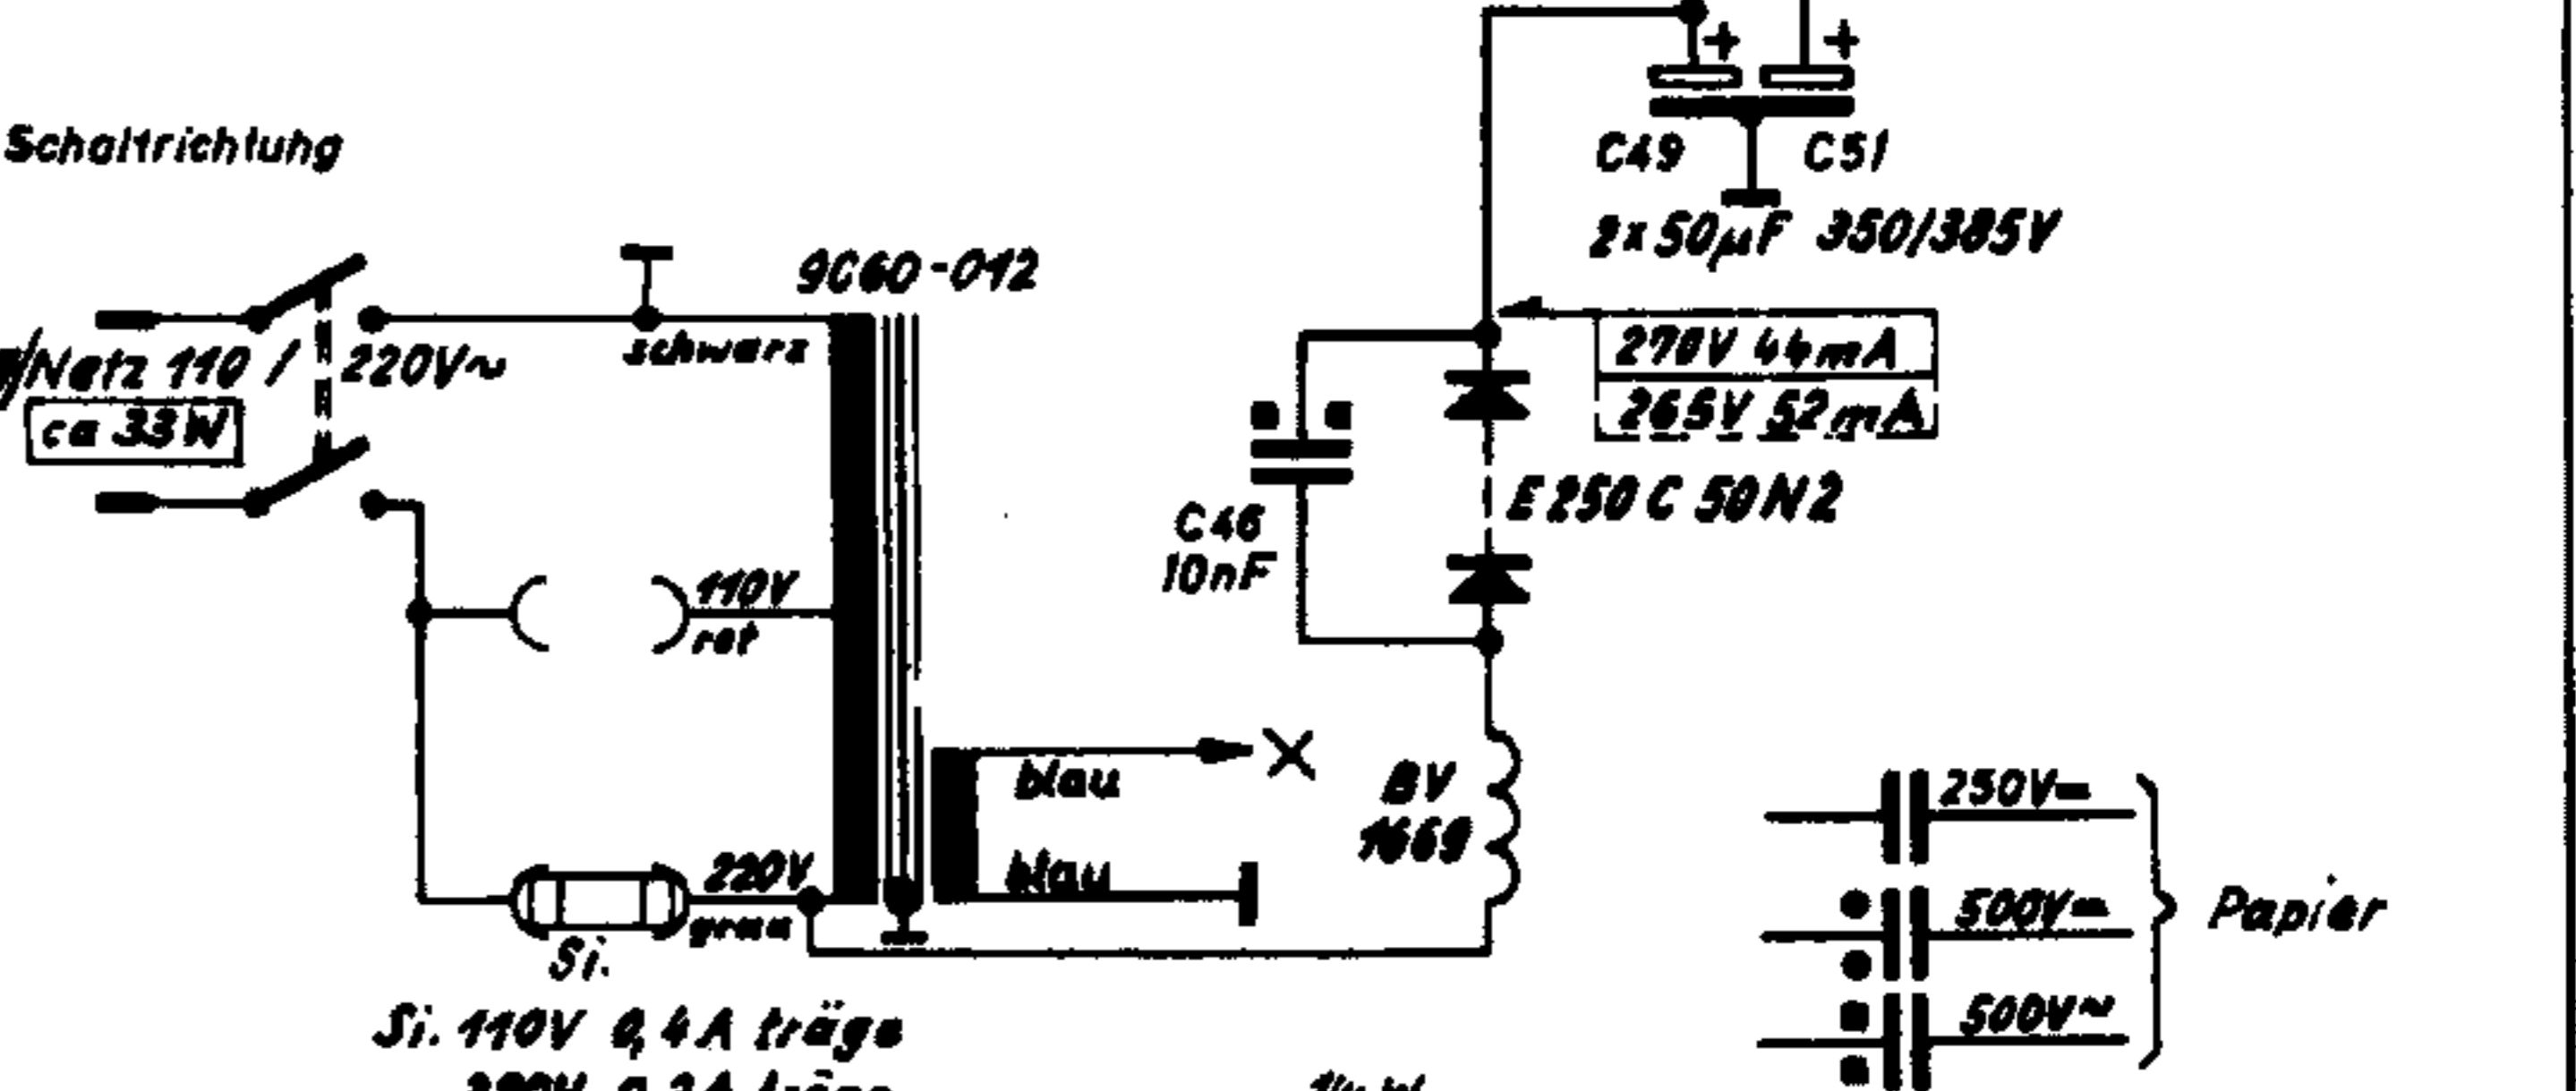 + +
Schaltrichtung
C49 C51
2x50µF 350/385V
9C60-012
schwarz
Netz 110 / 220V~
ca 33W
270V 44mA
265V 52mA
E250 C 50N2
C46
10nF
110V
rot
blau
BV
1669
blau
220V
grau
Si.
250V=
500V=
500V~
Papier
Si. 110V 0,4A träge